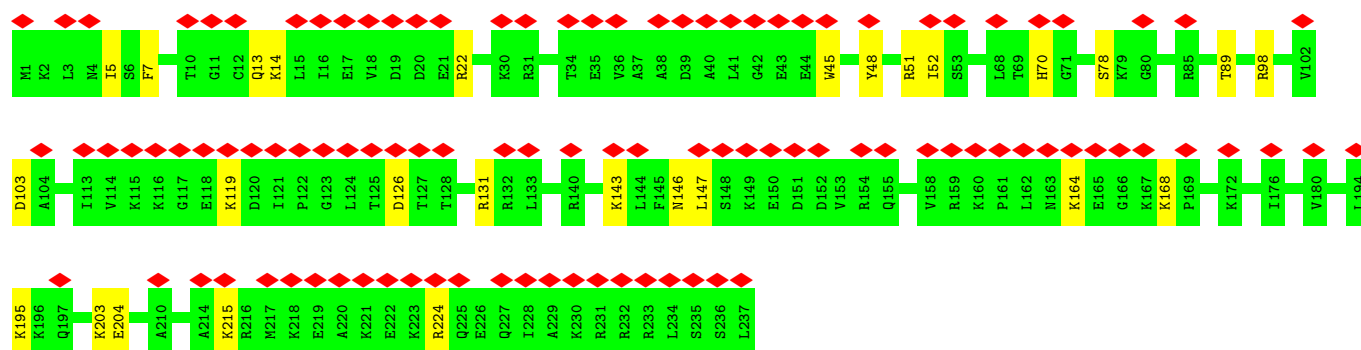 M1 K2 L3 N4 I5 S6 F7 T10 G11 C12 Q13 K14 L15 I16 E17 V18 D19 D20 E21 R22 K30 R31 T34 E35 V36 A37 A38 D39 A40 L41 G42 E43 E44 W45 Y48 R51 I52 S53 L68 T69 H70 G71 S78 K79 G80 R85 T89 R98 V102
D103 A104 I113 V114 K115 K116 G117 E118 K119 D120 I121 P122 G123 L124 T125 D126 T127 T128 R131 R132 L133 R140 K143 L144 F145 N146 L147 S148 K149 E150 D151 D152 V153 R154 Q155 V158 R159 K160 P161 L162 N163 K164 E165 G166 K167 K168 P169 K172 I176 V180 L194
K195 K196 Q197 K203 E204 A210 A214 K215 R216 M217 K218 E219 A220 K221 E222 K223 R224 Q225 E226 Q227 I228 A229 K230 R231 R232 R233 L234 S235 S236 L237